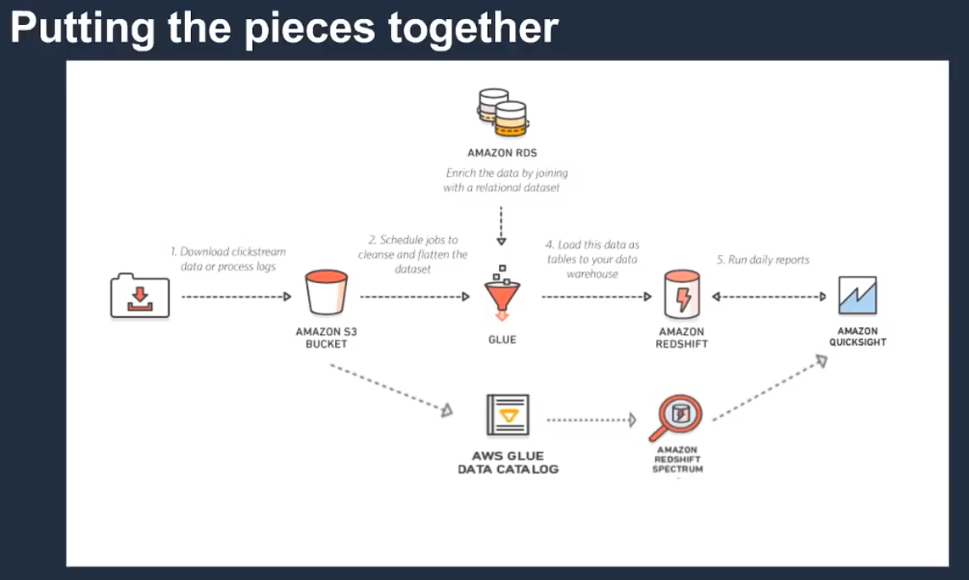 Putting the pieces together
AMAZON RDS
Enrich the data by joining
with a relational dataset
1. Download clickstream
data or process logs
2. Schedule jobs to
cleanse and flatten the
dataset
4. Load this data as
tables to your data
warehouse
5. Run daily reports
AMAZON S3
BUCKET
GLUE
AMAZON
REDSHIFT
AMAZON
QUICKSIGHT
AWS GLUE
DATA CATALOG
AMAZON
REDSHIFT
SPECTRUM